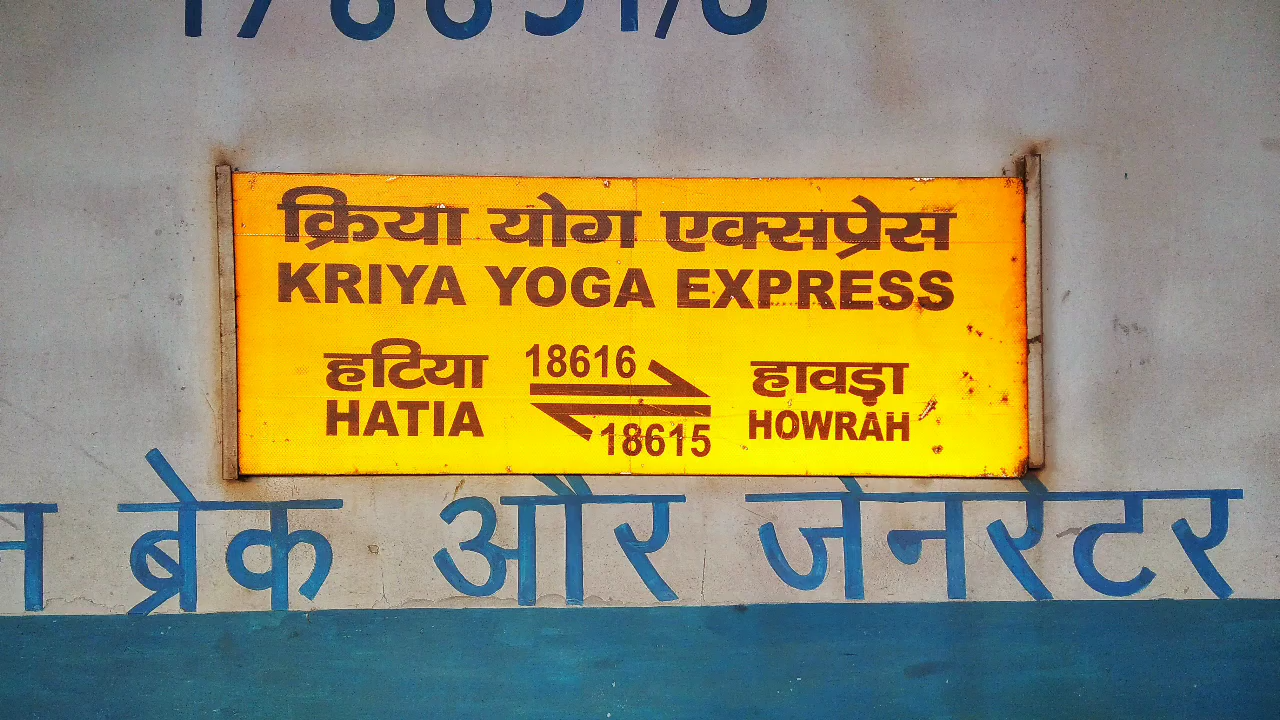 क्रिया योग एक्सप्रेस
KRIYA YOGA EXPRESS
हटिया 18616 हावड़ा
HATIA 18615 HOWRAH
ब्रेक और जेनरेटर